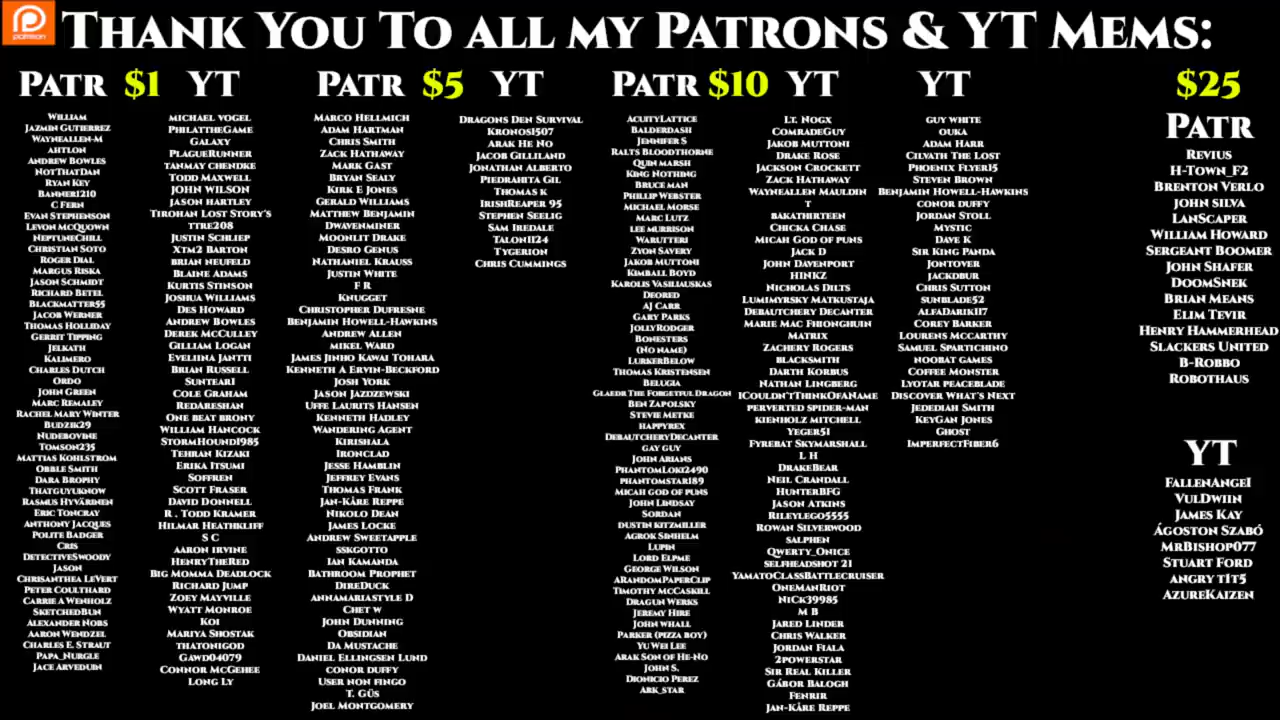 patreon
Thank You To all my Patrons & YT Mems:
Patr $1 YT
William
Jazmin Gutierrez
Wayneallen-M
Ahtlon
Andrew Bowles
NotThatDan
Ryan Key
Banner1210
C Fern
Evan Stephenson
Levon McQuown
NeptuneChill
Christian Soto
Roger Dial
Margus Riska
Jason Schmidt
Richard Betel
Blackmatter55
Jacob Werner
Thomas Holliday
Gerrit Tipping
Jelkath
Kalimero
Charles Dutch
Ordo
John Green
Marc Remaley
Rachel Mary Winter
Budzik29
Nudebovine
Tomson235
Mattias Kohlstrom
Obble Smith
Dara Brophy
Thatguyuknow
Rasmus Hyvärinen
Eric Toncray
Anthony Jacques
Polite Badger
Cris
DetectiveSwoody
Jason
Chrisanthea LeVert
Peter Coulthard
Carrie A Wenholz
SketchedBun
Alexander Nobs
Aaron Wendzel
Charles E. Straut
Papa_Nurgle
Jace Arveduin
michael vogel
PhilattheGame
Galaxy
PlagueRunner
tanmay chendke
Todd Maxwell
JOHN WILSON
jason hartley
Tirohan Lost Story's
ttre208
Justin Schliep
Xtm2 Barton
brian neufeld
Blaine Adams
Kurtis Stinson
Joshua Williams
Des Howard
Andrew Bowles
Derek McCulley
Gilliam Logan
Eveliina Jantti
Brian Russell
Suntear1
Cole Graham
Redareshan
One beat brony
William Hancock
StormHound1985
Tehran Kizaki
Erika Itsumi
Soffren
Scott Fraser
David Donnell
R . Todd Kramer
Hilmar Heathkliff
S C
aaron irvine
HenryTheRed
Big Momma Deadlock
Richard Jump
Zoey Mayville
Wyatt Monroe
Koi
Mariya Shostak
thatonigod
Gawd04079
Connor McGehee
Long Ly
Patr $5 YT
Marco Hellmich
Adam Hartman
Chris Smith
Zack Hathaway
Mark Gast
Bryan Sealy
Kirk E Jones
Gerald Williams
Matthew Benjamin
Dwavenminer
Moonlit Drake
Desro Genus
Nathaniel Krauss
Justin White
F R
Knugget
Christopher Dufresne
Benjamin Howell-Hawkins
Andrew Allen
mikel Ward
James Jinho Kawai Tohara
Kenneth A Ervin-Beckford
Josh York
Jason Jazdzewski
Uffe Laurits Hansen
Kenneth Hadley
Wandering Agent
Kirishala
Ironclad
Jesse Hamblin
Jeffrey Evans
Thomas Frank
Jan-Kåre Reppe
Nikolo Dean
James Locke
Andrew Sweetapple
sskgotto
Ian Kamanda
Bathroom Prophet
DireDuck
annamariastyle D
Chet w
John Dunning
Obsidian
Da Mustache
Daniel Ellingsen Lund
conor duffy
User non fingo
T. Güs
Joel Montgomery
Dragons Den Survival
Kronos1507
Arak He No
Jacob Gilliland
Jonathan Alberto
Piedrahita Gil
Thomas k
IrishReaper 95
Stephen Seelig
Sam Iredale
Talon1124
Tygerion
Chris Cummings
Patr $10 YT YT
AcuityLattice
Balderdash
Jennifer S
Ralts Bloodthorne
Quin marsh
King Nothing
Bruce man
Phillip Webster
Michael Morse
Marc Lutz
lee murrison
Warutteri
Zyon Savery
Jakob Muttoni
Kimball Boyd
Karolis Vasiliauskas
Deored
Aj Carr
Gary Parks
JollyRodger
Bonesters
(No name)
LurkerBelow
Thomas Kristensen
Belugia
Glaedr The Forgetful Dragon
Ben Zapolsky
Stevie Metke
happyrex
DebaucheryDecanter
gay guy
John Arians
PhantomLoki2490
phantomstar189
Micah god of puns
John Lindsay
Sordan
dustin kitzmiller
Agrok Sinhelm
Lupin
Lord Elpme
George Wilson
ARandomPaperClip
Timothy McCaskill
Dragun Werks
Jeremy Hire
John whall
Parker (pizza boy)
Yu Wei Lee
Arak Son of He-No
John S.
Dionicio Perez
ark_star
Lt. Nogx
ComradeGuy
Jakob Muttoni
Drake Rose
Jackson Crockett
Zack Hathaway
Wayneallen Mauldin
T
bakathirteen
Chicka Chase
Micah God of puns
Jack D
John Davenport
H1NKZ
Nicholas Dilts
Lumimyrsky Matkustaja
Debauchery Decanter
Marie Mac Fhionghuin
Matrix
Zachery Rogers
blacksmith
Darth Korbus
Nathan Lingberg
ICouldn'tThinkOfaName
perverted spider-man
kienholz mitchell
Yeger51
Fyrebat Skymarshall
L H
DrakeBear
Neil Crandall
HunterBFG
Jason Atkins
Rileylego5555
Rowan Silverwood
salphen
Qwerty_Onice
selfheadshot 21
YamatoClassBattlecruiser
OneManRiot
NiCk39985
M B
Jared Linder
Chris Walker
Jordan Fiala
2powerstar
Sir Real Killer
Gábor Balogh
Fenrir
Jan-Kåre Reppe
guy white
ouka
Adam Harr
Cilvath The Lost
Phoenix Flyer15
Steven Brown
Benjamin Howell-Hawkins
conor duffy
Jordan Stoll
Mystic
Dave K
Sir King Panda
Jontover
jackdbur
Chris Sutton
sunblade52
AlfaDarik117
Corey Barker
Lourens McCarthy
Samuel Spartichino
noobat games
Coffee Monster
Lyotar peaceblade
Discover What's Next
Jedediah Smith
KeyGan Jones
Ghost
ImperfectFiber6
$25
Patr
Revius
H-Town_F2
Brenton Verlo
john silva
LanScaper
William Howard
Sergeant Boomer
John Shafer
DoomSnek
Brian Means
Elim Tevir
Henry Hammerhead
Slackers United
B-Robbo
Robothaus
YT
FallenAngel
VulDwiin
James Kay
Ágoston Szabó
MrBishop077
Stuart Ford
angry t1t5
AzureKaizen